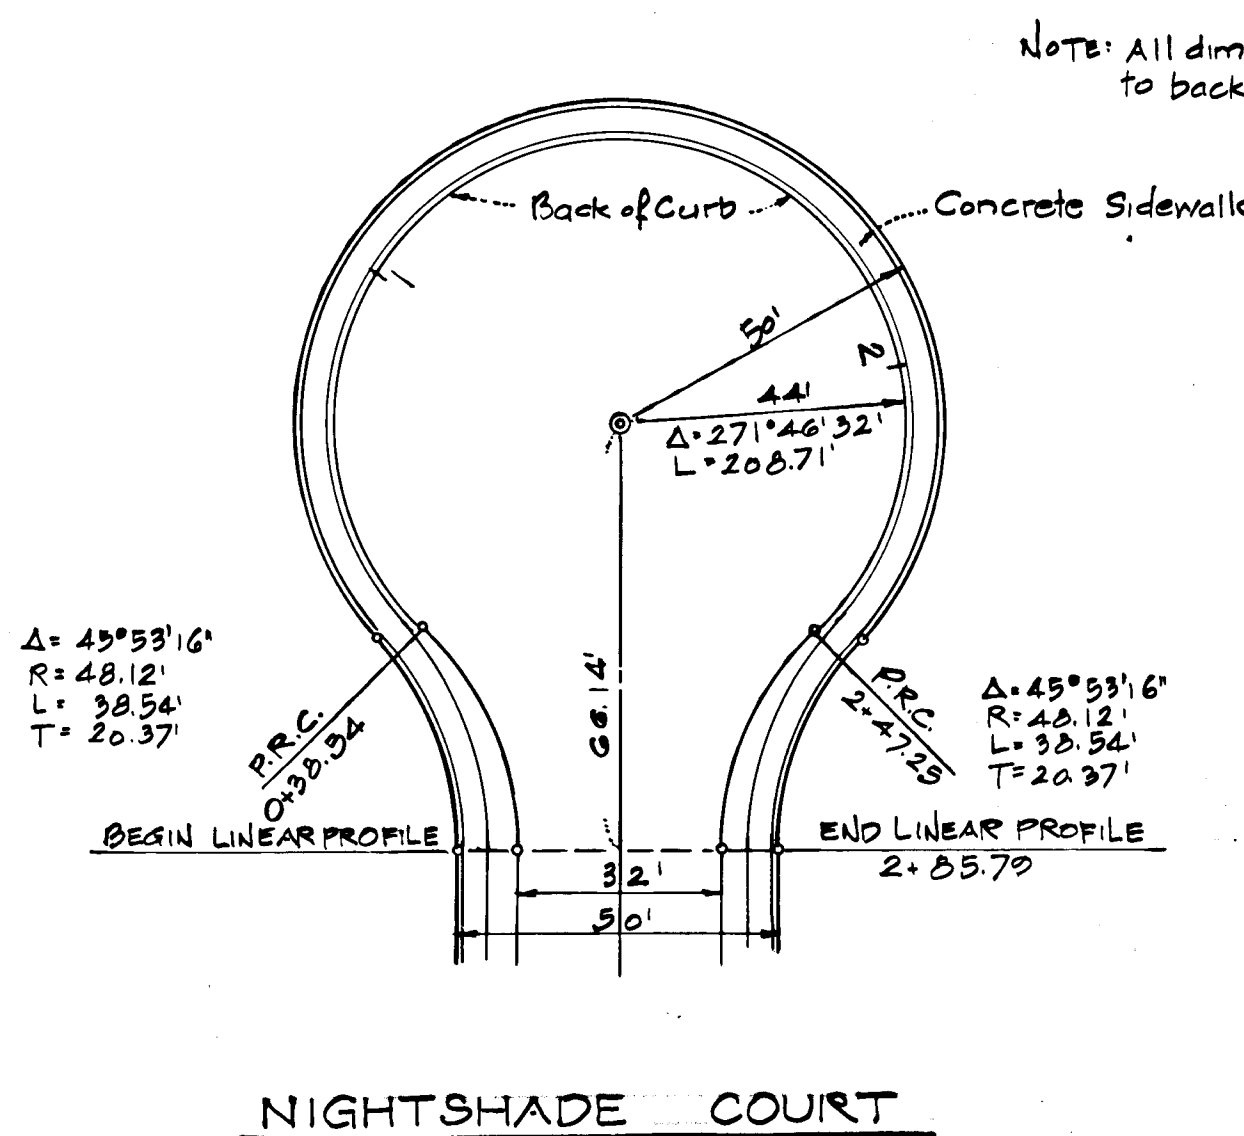 NOTE: All dim
to back
Back of Curb
Concrete Sidewalk
50'
2
44'
Δ=271°46'32'
L=208.71'
1
Δ= 45°53'16"
R=48.12'
L= 38.54'
T= 20.37'
P.R.C.
0+38.54
66.14'
P.R.C.
2+47.25
Δ=45°53'16"
R=48.12'
L=38.54'
T=20.37'
BEGIN LINEAR PROFILE
END LINEAR PROFILE
2+85.79
32'
50'
NIGHTSHADE COURT